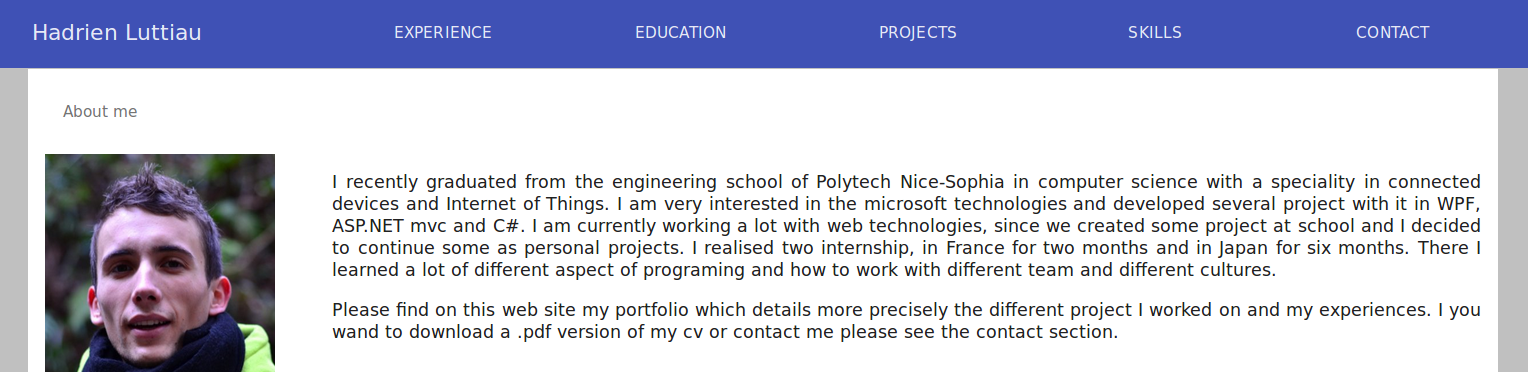 Hadrien Luttiau EXPERIENCE EDUCATION PROJECTS SKILLS CONTACT
About me
I recently graduated from the engineering school of Polytech Nice-Sophia in computer science with a speciality in connected
devices and Internet of Things. I am very interested in the microsoft technologies and developed several project with it in WPF,
ASP.NET mvc and C#. I am currently working a lot with web technologies, since we created some project at school and I decided
to continue some as personal projects. I realised two internship, in France for two months and in Japan for six months. There I
learned a lot of different aspect of programing and how to work with different team and different cultures.
Please find on this web site my portfolio which details more precisely the different project I worked on and my experiences. I you
wand to download a .pdf version of my cv or contact me please see the contact section.